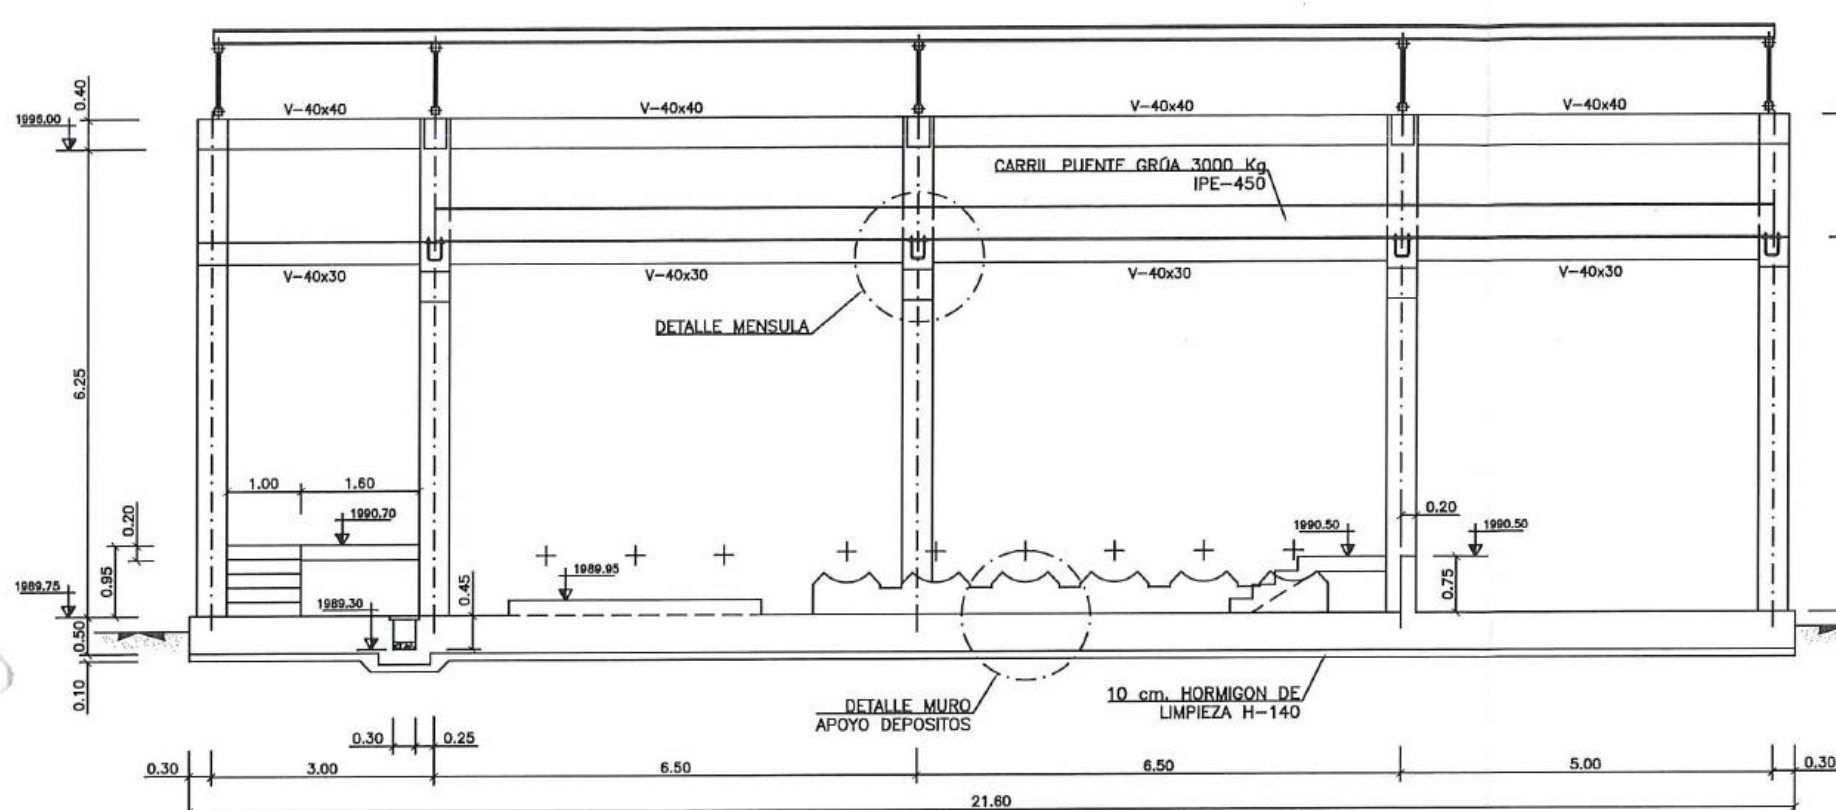 0.40
V-40x40
V-40x40
V-40x40
V-40x40
1996.00
CARRIL PUENTE GRÚA 3000 Kg
IPE-450
V-40x30
V-40x30
V-40x30
V-40x30
DETALLE MENSULA
6.25
1.00
1.60
0.20
1990.70
0.20
1990.50
1990.50
0.95
1989.95
0.45
0.75
1989.75
1989.30
0.50
0.10
DETALLE MURO
APOYO DEPOSITOS
10 cm. HORMIGON DE
LIMPIEZA H-140
0.30
0.25
0.30
3.00
6.50
6.50
5.00
0.30
21.60